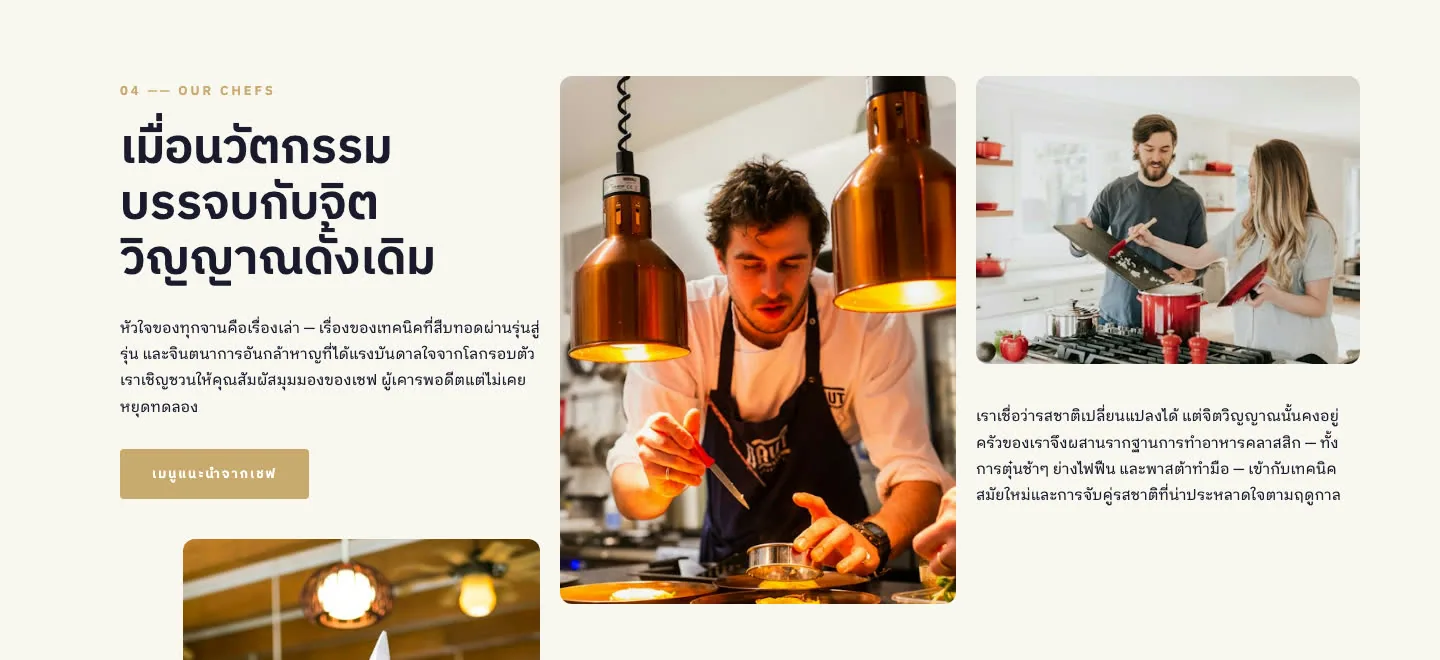 04 —— OUR CHEFS
เมื่อนวัตกรรม
บรรจบกับจิต
วิญญาณดั้งเดิม
หัวใจของทุกจานคือเรื่องเล่า — เรื่องของเทคนิคที่สืบทอดผ่านรุ่นสู่
รุ่น และจินตนาการอันกล้าหาญที่ได้แรงบันดาลใจจากโลกรอบตัว
เราเชิญชวนให้คุณสัมผัสมุมมองของเชฟ ผู้เคารพอดีตแต่ไม่เคย
หยุดทดลอง
เมนูแนะนำจากเชฟ
เราเชื่อว่ารสชาติเปลี่ยนแปลงได้ แต่จิตวิญญาณนั้นคงอยู่
ครัวของเราจึงผสานรากฐานการทำอาหารคลาสสิก — ทั้ง
การตุ๋นช้าๆ ย่างไฟฟืน และพาสต้าทำมือ — เข้ากับเทคนิค
สมัยใหม่และการจับคู่รสชาติที่น่าประหลาดใจตามฤดูกาล